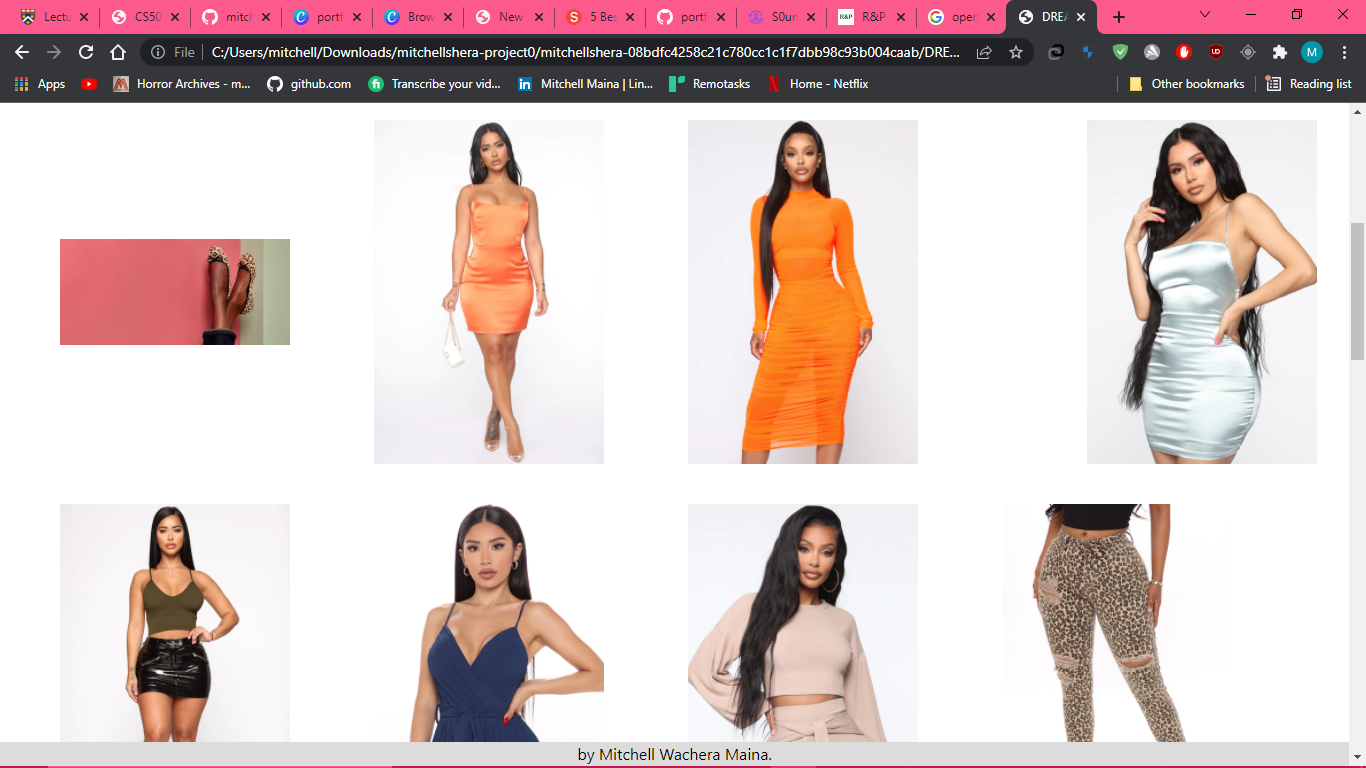 Lectu
CS50
mitch
portf
Brow
New
5 Bes
portf
S0ur
R&P
R&P
oper
DREA
File
C:/Users/mitchell/Downloads/mitchellshera-project0/mitchellshera-08bdfc4258c21c780cc1c1f7dbb98c93b004caab/DRE...
M
Apps
Horror Archives - m...
github.com
Transcribe your vid...
Mitchell Maina | Lin...
Remotasks
Home - Netflix
Other bookmarks
Reading list
by Mitchell Wachera Maina.